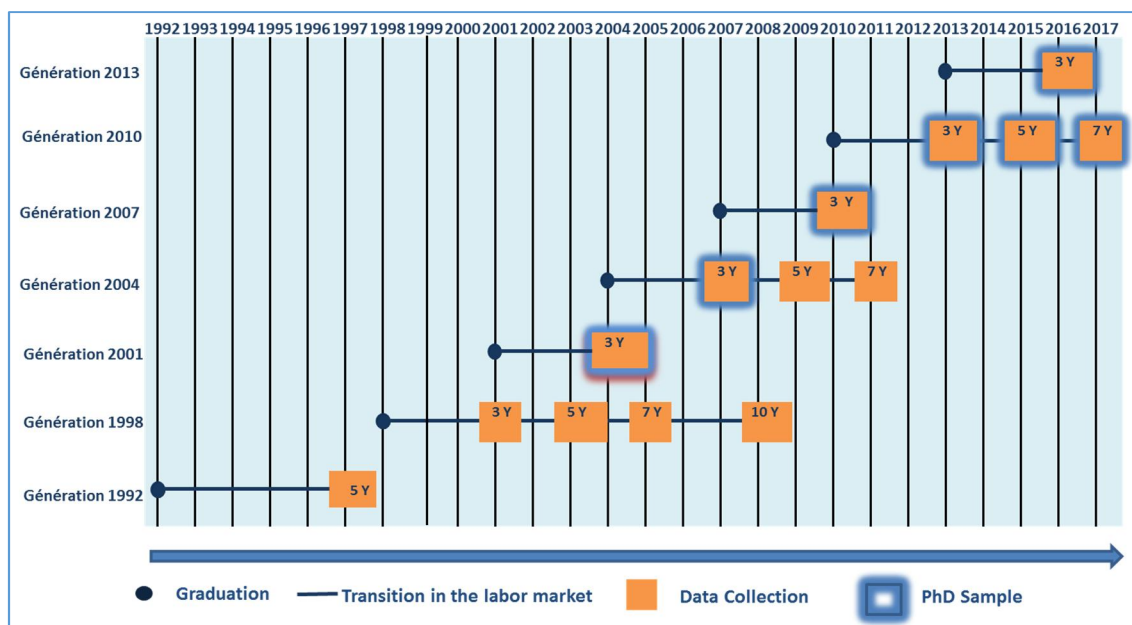 1992 1993 1994 1995 1996 1997 1998 1999 2000 2001 2002 2003 2004 2005 2006 2007 2008 2009 2010 2011 2012 2013 2014 2015 2016 2017
Génération 2013 3 Y
Génération 2010 3 Y 5 Y 7 Y
Génération 2007 3 Y
Génération 2004 3 Y 5 Y 7 Y
Génération 2001 3 Y
Génération 1998 3 Y 5 Y 7 Y 10 Y
Génération 1992 5 Y
Graduation Transition in the labor market Data Collection PhD Sample